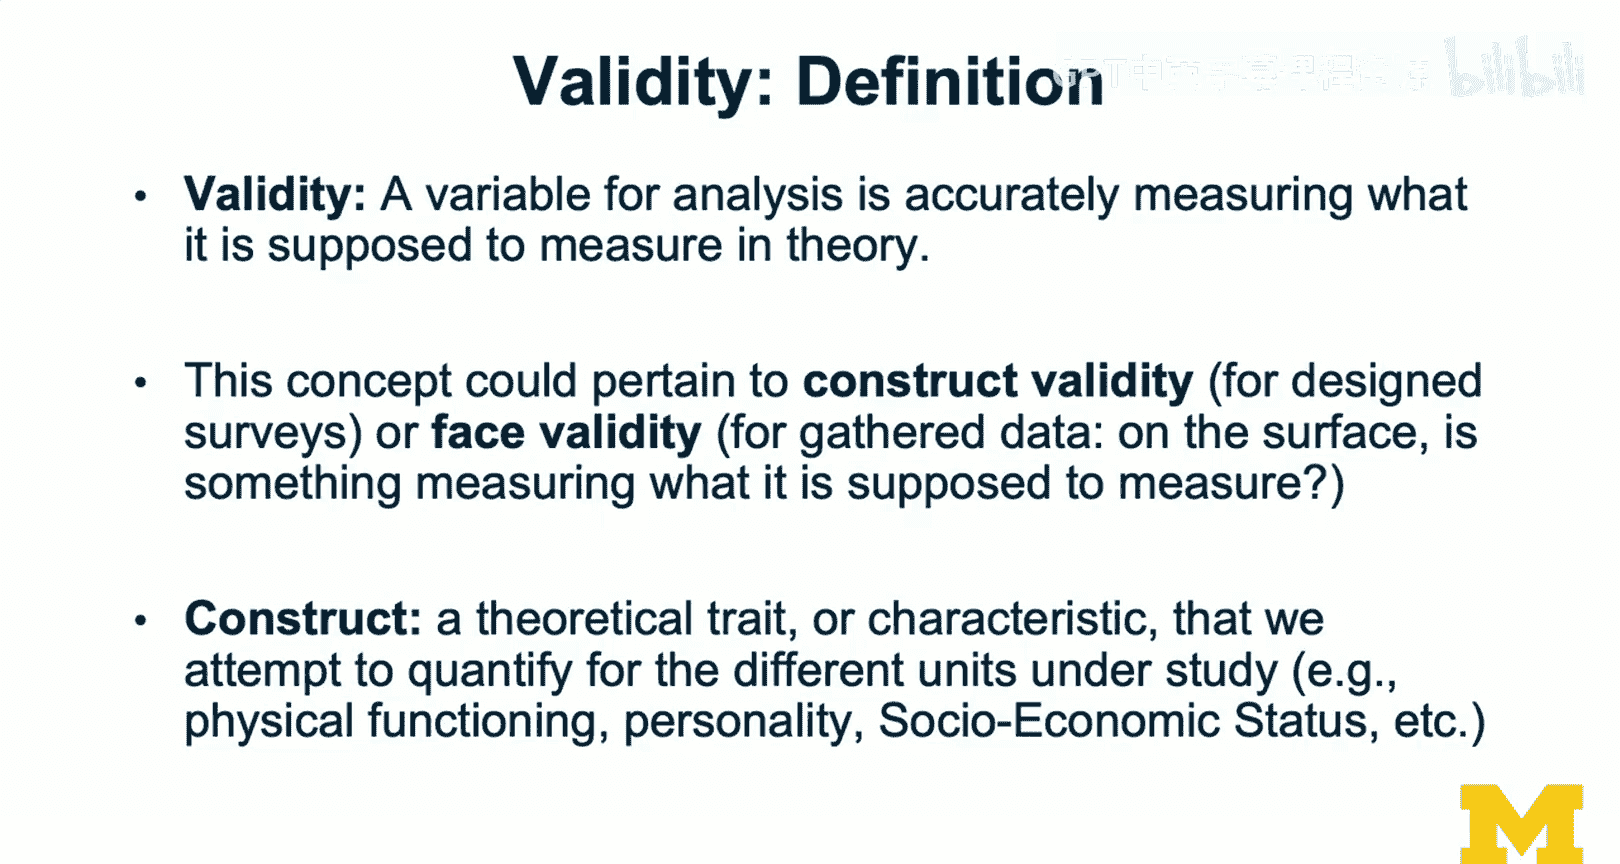 Validity: Definition
bilibili
• Validity: A variable for analysis is accurately measuring what
it is supposed to measure in theory.
• This concept could pertain to construct validity (for designed
surveys) or face validity (for gathered data: on the surface, is
something measuring what it is supposed to measure?)
• Construct: a theoretical trait, or characteristic, that we
attempt to quantify for the different units under study (e.g.,
physical functioning, personality, Socio-Economic Status, etc.)
M